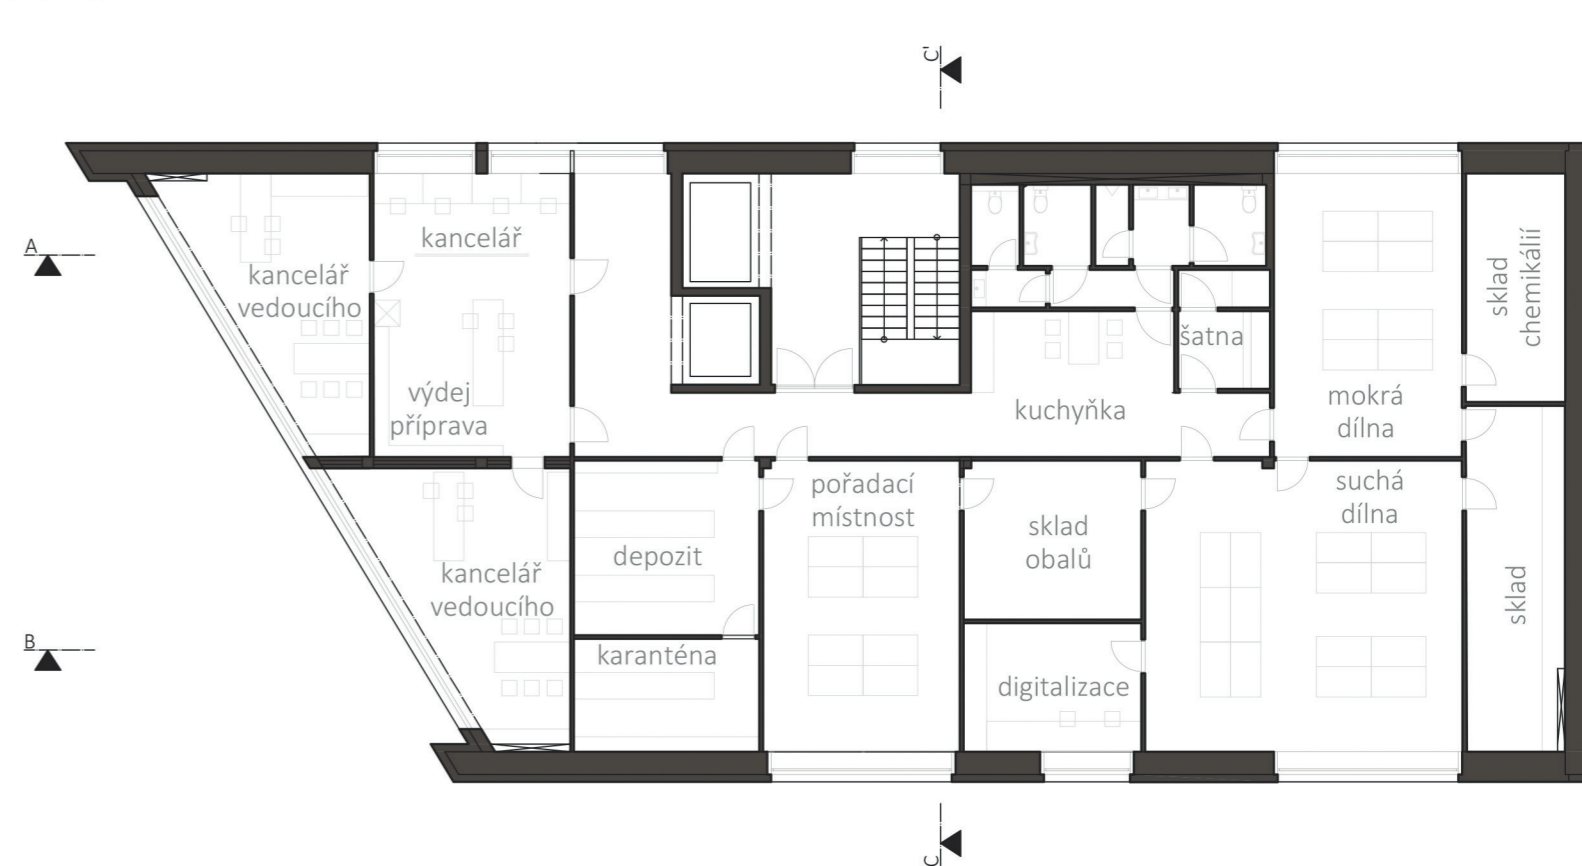 C'
A
kancelář
kancelář
vedoucího
výdej
příprava
kuchyňka
šatna
mokrá
dílna
sklad
chemikálií
B
kancelář
vedoucího
depozit
karanténa
pořadací
místnost
sklad
obalů
digitalizace
suchá
dílna
sklad
C